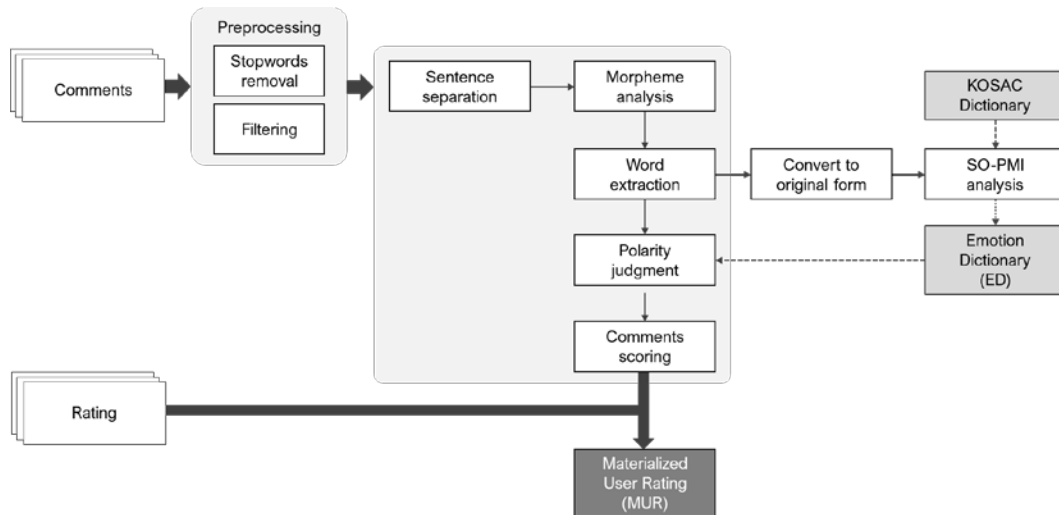 Preprocessing
Comments
Stopwords
removal
Filtering
Sentence
separation
Morpheme
analysis
KOSAC
Dictionary
Word
extraction
Convert to
original form
SO-PMI
analysis
Polarity
judgment
Emotion
Dictionary
(ED)
Comments
scoring
Rating
Materialized
User Rating
(MUR)